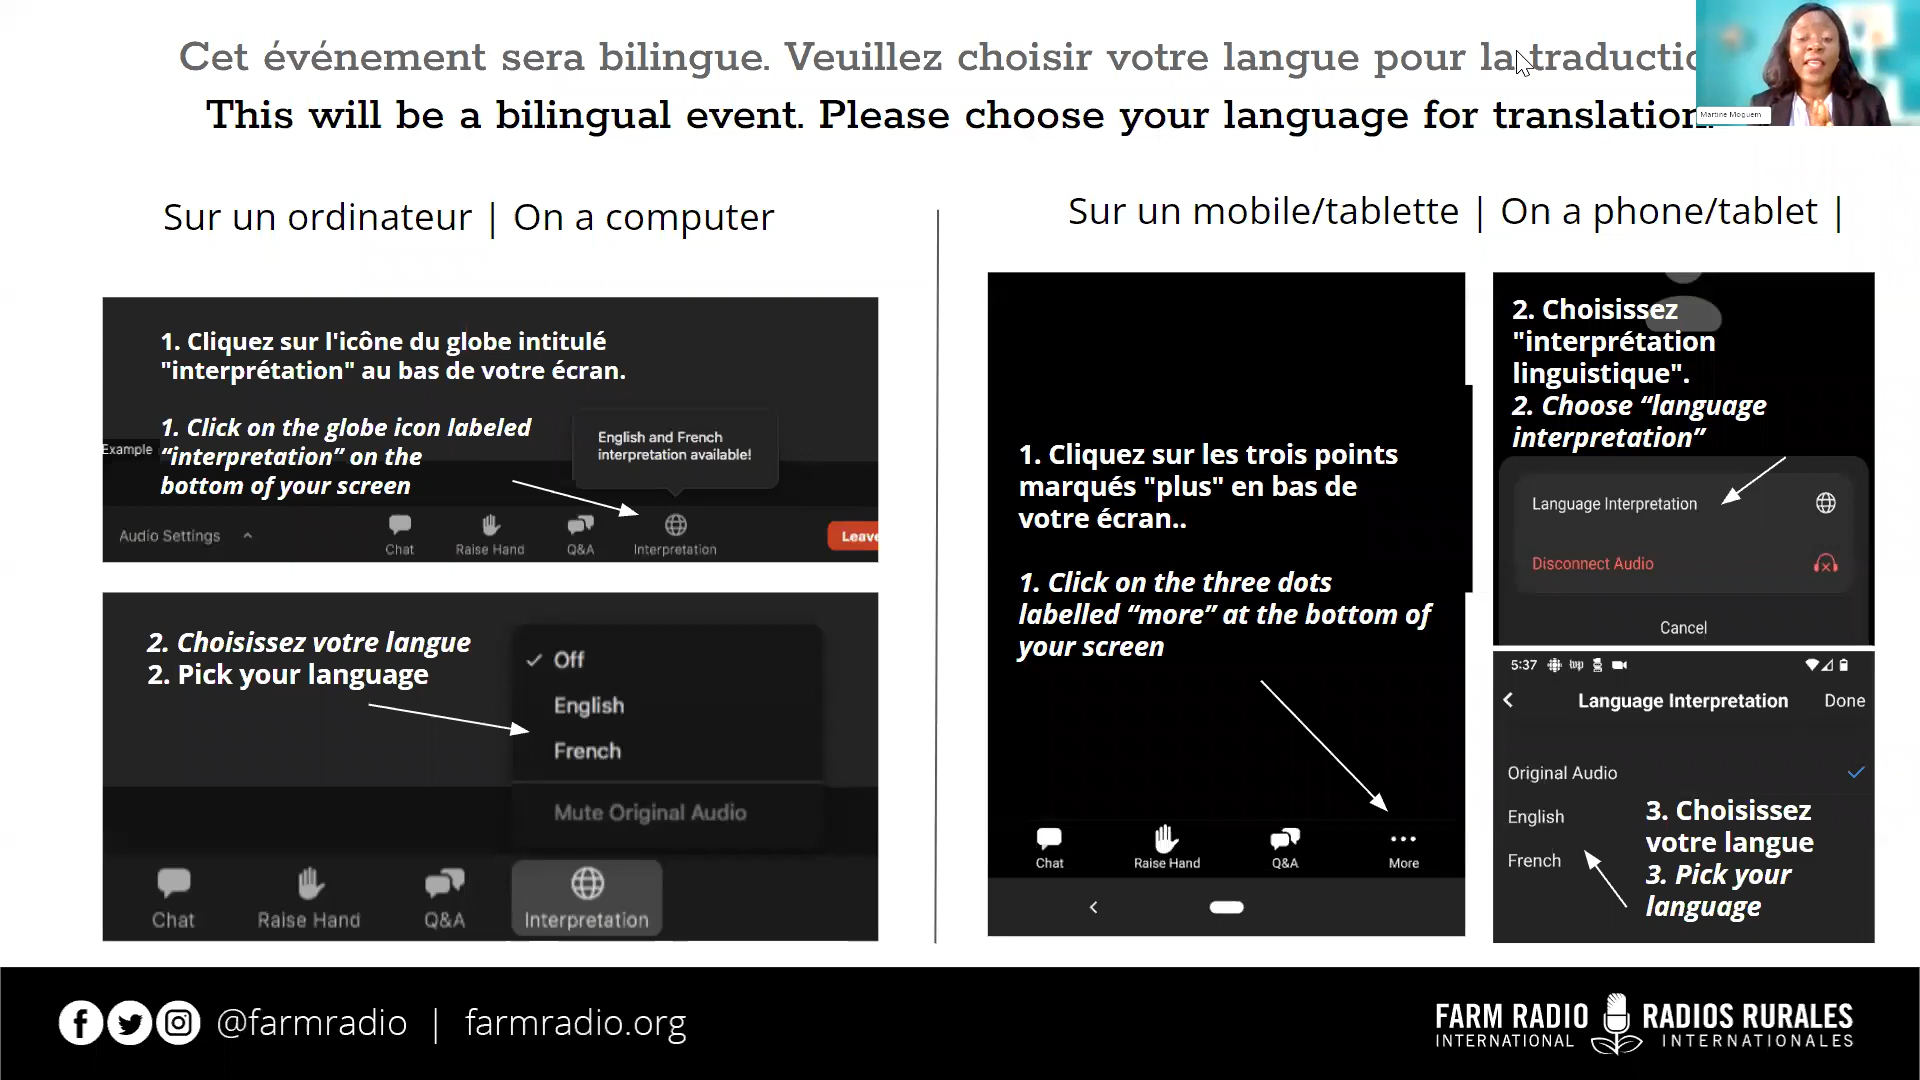 Cet événement sera bilingue. Veuillez choisir votre langue pour la traductio
This will be a bilingual event. Please choose your language for translation.
Martine Moguem
Sur un ordinateur | On a computer
1. Cliquez sur l'icône du globe intitulé
"interprétation" au bas de votre écran.
1. Click on the globe icon labeled
“interpretation” on the
bottom of your screen
Example
English and French
interpretation available!
Audio Settings
Chat
Raise Hand
Q&A
Interpretation
Leave
2. Choisissez votre langue
2. Pick your language
Off
English
French
Mute Original Audio
Chat
Raise Hand
Q&A
Interpretation
Sur un mobile/tablette | On a phone/tablet |
1. Cliquez sur les trois points
marqués "plus" en bas de
votre écran..
1. Click on the three dots
labelled “more” at the bottom of
your screen
Chat
Raise Hand
Q&A
More
2. Choisissez
"interprétation
linguistique".
2. Choose “language
interpretation”
Language Interpretation
Disconnect Audio
Cancel
5:37
Language Interpretation
Done
Original Audio
English
French
3. Choisissez
votre langue
3. Pick your
language
@farmradio | farmradio.org
FARM RADIO
INTERNATIONAL
RADIOS RURALES
INTERNATIONALES